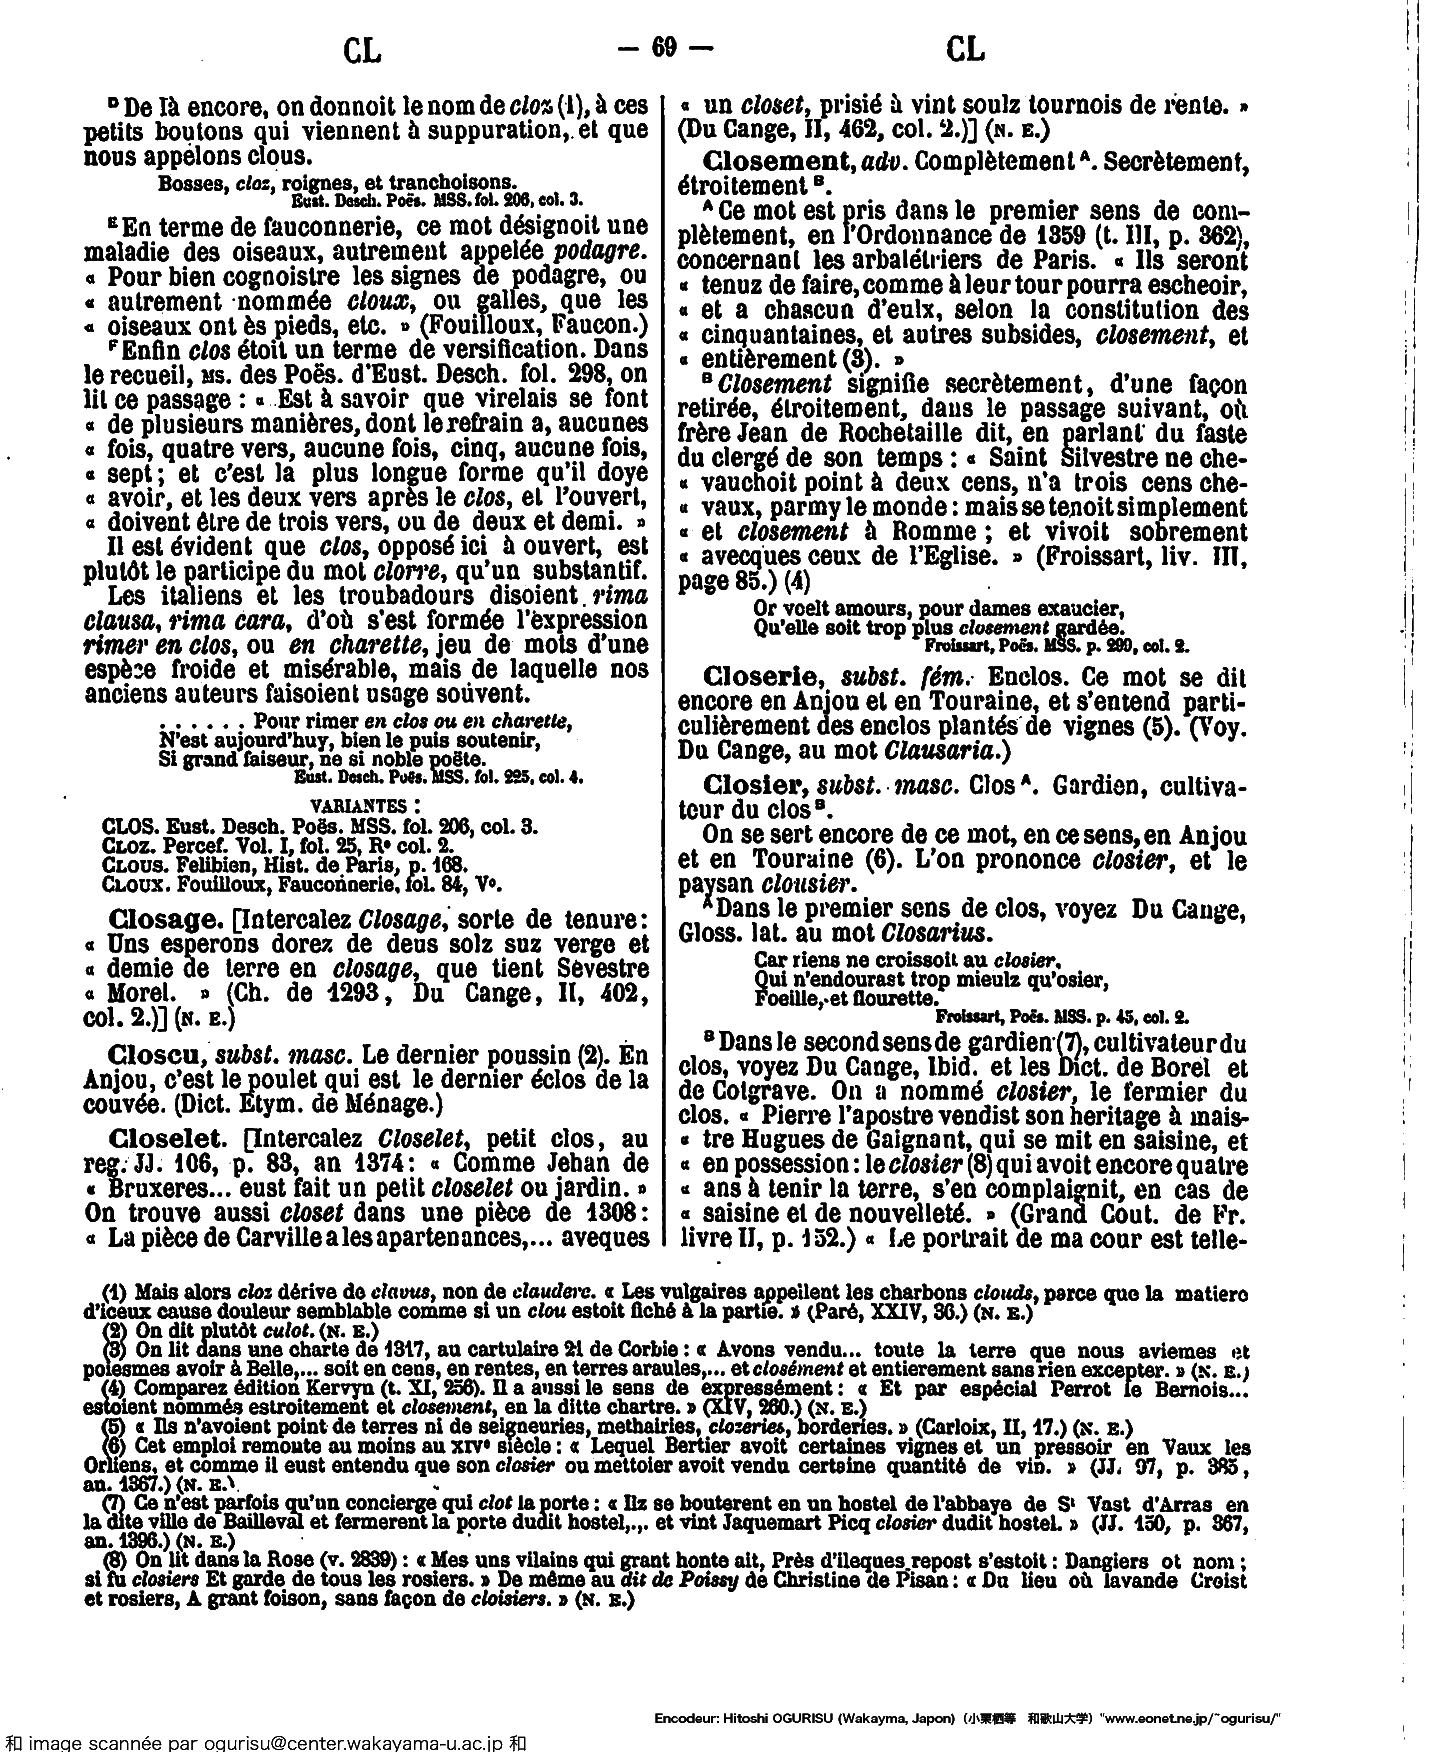 CL — 69 — CL
ᴰ De là encore, on donnoit le nom de cloz (1), à ces
petits boutons qui viennent à suppuration, et que
nous appelons clous.
Bosses, cloz, roignes, et tranchoisons.
Eust. Desch. Poës. MSS. fol. 206, col. 3.
ᴱ En terme de fauconnerie, ce mot désignoit une
maladie des oiseaux, autrement appelée podagre.
« Pour bien cognoistre les signes de podagre, ou
« autrement nommée cloux, ou galles, que les
« oiseaux ont ès pieds, etc. » (Fouilloux, Faucon.)
ꟳ Enfin clos étoit un terme de versification. Dans
le recueil, MS. des Poës. d'Eust. Desch. fol. 298, on
lit ce passage : « Est à savoir que virelais se font
« de plusieurs manières, dont le refrain a, aucunes
« fois, quatre vers, aucune fois, cinq, aucune fois,
« sept ; et c'est la plus longue forme qu'il doye
« avoir, et les deux vers après le clos, et l'ouvert,
« doivent être de trois vers, ou de deux et demi. »
Il est évident que clos, opposé ici à ouvert, est
plutôt le participe du mot clorre, qu'un substantif.
Les italiens et les troubadours disoient rima
clausa, rima cara, d'où s'est formée l'expression
rimer en clos, ou en charette, jeu de mots d'une
espèce froide et misérable, mais de laquelle nos
anciens auteurs faisoient usage souvent.
. . . . . . Pour rimer en clos ou en charette,
N'est aujourd'huy, bien le puis soutenir,
Si grand faiseur, ne si noble poëte.
Eust. Desch. Poës. MSS. fol. 225, col. 4.
VARIANTES :
CLOS. Eust. Desch. Poës. MSS. fol. 206, col. 3.
CLOZ. Percef. Vol. I, fol. 25, R° col. 2.
CLOUS. Felibien, Hist. de Paris, p. 168.
CLOUX. Fouilloux, Fauconnerie, fol. 84, V°.
Closage. [Intercalez Closage, sorte de tenure :
« Uns esperons dorez de deus solz suz verge et
« demie de terre en closage, que tient Sevestre
« Morel. » (Ch. de 1293, Du Cange, II, 402,
col. 2.)] (N. E.)
Closcu, subst. masc. Le dernier poussin (2). En
Anjou, c'est le poulet qui est le dernier éclos de la
couvée. (Dict. Etym. de Ménage.)
Closelet. [Intercalez Closelet, petit clos, au
reg. JJ. 106, p. 83, an 1374 : « Comme Jehan de
« Bruxeres... eust fait un petit closelet ou jardin. »
On trouve aussi closet dans une pièce de 1308 :
« La pièce de Carville a les apartenances,... aveques
« un closet, prisié à vint soulz tournois de rente. »
(Du Cange, II, 462, col. 2.)] (N. E.)
Closement, adv. Complètement ᴬ. Secrètement,
étroitement ᴮ.
ᴬ Ce mot est pris dans le premier sens de com-
plètement, en l'Ordonnance de 1359 (t. III, p. 362),
concernant les arbalétriers de Paris. « Ils seront
« tenuz de faire, comme à leur tour pourra escheoir,
« et a chascun d'eulx, selon la constitution des
« cinquantaines, et autres subsides, closement, et
« entièrement (3). »
ᴮ Closement signifie secrètement, d'une façon
retirée, étroitement, dans le passage suivant, où
frère Jean de Rochetaille dit, en parlant du faste
du clergé de son temps : « Saint Silvestre ne che-
« vauchoit point à deux cens, n'a trois cens che-
« vaux, parmy le monde : mais se tenoit simplement
« et closement à Romme ; et vivoit sobrement
« avecques ceux de l'Eglise. » (Froissart, liv. III,
page 85.) (4)
Or voelt amours, pour dames exaucier,
Qu'elle soit trop plus closement gardée.
Froissart, Poës. MSS. p. 290, col. 2.
Closerie, subst. fém. Enclos. Ce mot se dit
encore en Anjou et en Touraine, et s'entend parti-
culièrement des enclos plantés de vignes (5). (Voy.
Du Cange, au mot Clausaria.)
Closier, subst. masc. Clos ᴬ. Gardien, cultiva-
teur du clos ᴮ.
On se sert encore de ce mot, en ce sens, en Anjou
et en Touraine (6). L'on prononce closier, et le
paysan clousier.
ᴬ Dans le premier sens de clos, voyez Du Cange,
Gloss. lat. au mot Closarius.
Car riens ne croissoit au closier,
Qui n'endourast trop mieulz qu'osier,
Foeille, et flourette.
Froissart, Poës. MSS. p. 45, col. 2.
ᴮ Dans le second sens de gardien (7), cultivateur du
clos, voyez Du Cange, Ibid. et les Dict. de Borel et
de Cotgrave. On a nommé closier, le fermier du
clos. « Pierre l'apostre vendist son heritage à mais-
« tre Hugues de Gaignant, qui se mit en saisine, et
« en possession : le closier (8) qui avoit encore quatre
« ans à tenir la terre, s'en complaignit, en cas de
« saisine et de nouvelleté. » (Grand Cout. de Fr.
livre II, p. 152.) « Le portrait de ma cour est telle-
(1) Mais alors cloz dérive de clavus, non de claudere. « Les vulgaires appellent les charbons clouds, parce que la matiere
d'iceux cause douleur semblable comme si un clou estoit fiché à la partie. » (Paré, XXIV, 36.) (N. E.)
(2) On dit plutôt culot. (N. E.)
(3) On lit dans une charte de 1317, au cartulaire 21 de Corbie : « Avons vendu... toute la terre que nous aviemes et
poiesmes avoir à Belle,... soit en cens, en rentes, en terres araules,... et closément et entierement sans rien excepter. » (N. E.)
(4) Comparez édition Kervyn (t. XI, 256). Il a aussi le sens de expressément : « Et par espécial Perrot le Bernois...
estoient nommés estroitement et closement, en la ditte chartre. » (XIV, 260.) (N. E.)
(5) « Ils n'avoient point de terres ni de seigneuries, methairies, clozeries, borderies. » (Carloix, II, 17.) (N. E.)
(6) Cet emploi remonte au moins au XIVᵉ siècle : « Lequel Bertier avoit certaines vignes et un pressoir en Vaux les
Orliens, et comme il eust entendu que son closier ou mettoier avoit vendu certeine quantité de vin. » (JJ. 97, p. 385,
an. 1367.) (N. E.)
(7) Ce n'est parfois qu'un concierge qui clot la porte : « Ilz se bouterent en un hostel de l'abbaye de Sᵗ Vast d'Arras en
la dite ville de Bailleval et fermerent la porte dudit hostel,... et vint Jaquemart Picq closier dudit hostel. » (JJ. 150, p. 367,
an. 1396.) (N. E.)
(8) On lit dans la Rose (v. 2839) : « Mes uns vilains qui grant honte ait, Près d'ileques repost s'estoit : Dangiers ot nom ;
si fu closiers Et garde de tous les rosiers. » De même au dit de Poissy de Christine de Pisan : « Du lieu où lavande Croist
et rosiers, A grant foison, sans façon de cloisiers. » (N. E.)
Encodeur: Hitoshi OGURISU (Wakayma, Japon)（小栗栖等　和歌山大学）"www.eonet.ne.jp/~ogurisu/"
和 image scannée par ogurisu@center.wakayama-u.ac.jp 和